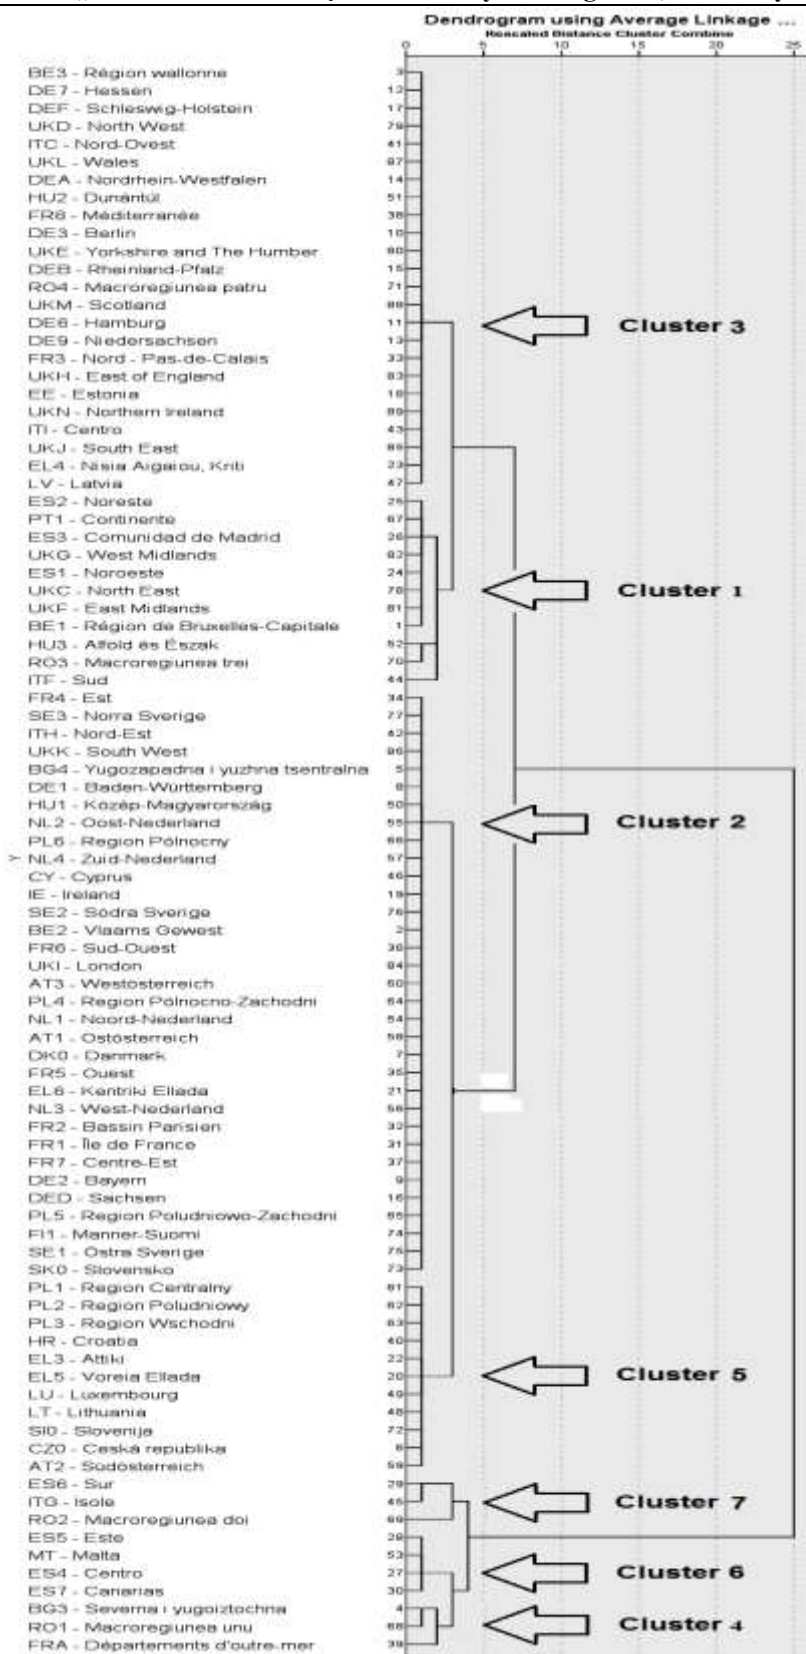 Dendrogram using Average Linkage ...
Rescaled Distance Cluster Combine
0 5 10 15 20 25
BE3 - Région wallonne 3
DE7 - Hessen 12
DEF - Schleswig-Holstein 17
UKD - North West 79
ITC - Nord-Ovest 41
UKL - Wales 87
DEA - Nordrhein-Westfalen 14
HU2 - Dunántúl 51
FR8 - Méditerranée 38
DE3 - Berlin 10
UKE - Yorkshire and The Humber 80
DEB - Rheinland-Pfalz 15
RO4 - Macroregiunea patru 71
UKM - Scotland 88
DE6 - Hamburg 11 Cluster 3
DE9 - Niedersachsen 13
FR3 - Nord - Pas-de-Calais 33
UKH - East of England 83
EE - Estonia 18
UKN - Northern Ireland 89
ITI - Centro 43
UKJ - South East 85
EL4 - Nisia Aigaiou, Kriti 23
LV - Latvia 47
ES2 - Noreste 25
PT1 - Continente 67
ES3 - Comunidad de Madrid 26
UKG - West Midlands 82
ES1 - Noroeste 24
UKC - North East 78 Cluster 1
UKF - East Midlands 81
BE1 - Région de Bruxelles-Capitale 1
HU3 - Alföld és Észak 52
RO3 - Macroregiunea trei 70
ITF - Sud 44
FR4 - Est 34
SE3 - Norra Sverige 77
ITH - Nord-Est 42
UKK - South West 86
BG4 - Yugozapadna i yuzhna tsentralna 5
DE1 - Baden-Württemberg 8
HU1 - Közép-Magyarország 50
NL2 - Oost-Nederland 55 Cluster 2
PL6 - Region Pólnocny 66
Y NL4 - Zuid-Nederland 57
CY - Cyprus 46
IE - Ireland 19
SE2 - Södra Sverige 76
BE2 - Vlaams Gewest 2
FR6 - Sud-Ouest 36
UKI - London 84
AT3 - Westösterreich 60
PL4 - Region Pólnocno-Zachodni 64
NL1 - Noord-Nederland 54
AT1 - Ostösterreich 58
DK0 - Danmark 7
FR5 - Ouest 35
EL6 - Kentriki Ellada 21
NL3 - West-Nederland 56
FR2 - Bassin Parisien 32
FR1 - Île de France 31
FR7 - Centre-Est 37
DE2 - Bayern 9
DED - Sachsen 16
PL5 - Region Poludniowo-Zachodni 65
FI1 - Manner-Suomi 74
SE1 - Östra Sverige 75
SK0 - Slovensko 73
PL1 - Region Centralny 61
PL2 - Region Poludniowy 62
PL3 - Region Wschodni 63
HR - Croatia 40
EL3 - Attiki 22
EL5 - Voreia Ellada 20 Cluster 5
LU - Luxembourg 49
LT - Lithuania 48
SI0 - Slovenija 72
CZ0 - Ceská republika 6
AT2 - Südösterreich 59
ES6 - Sur 29
ITG - Isole 45 Cluster 7
RO2 - Macroregiunea doi 69
ES5 - Este 28
MT - Malta 53
ES4 - Centro 27 Cluster 6
ES7 - Canarias 30
BG3 - Severna i yugoiztochna 4
RO1 - Macroregiunea unu 68 Cluster 4
FRA - Départements d'outre-mer 39